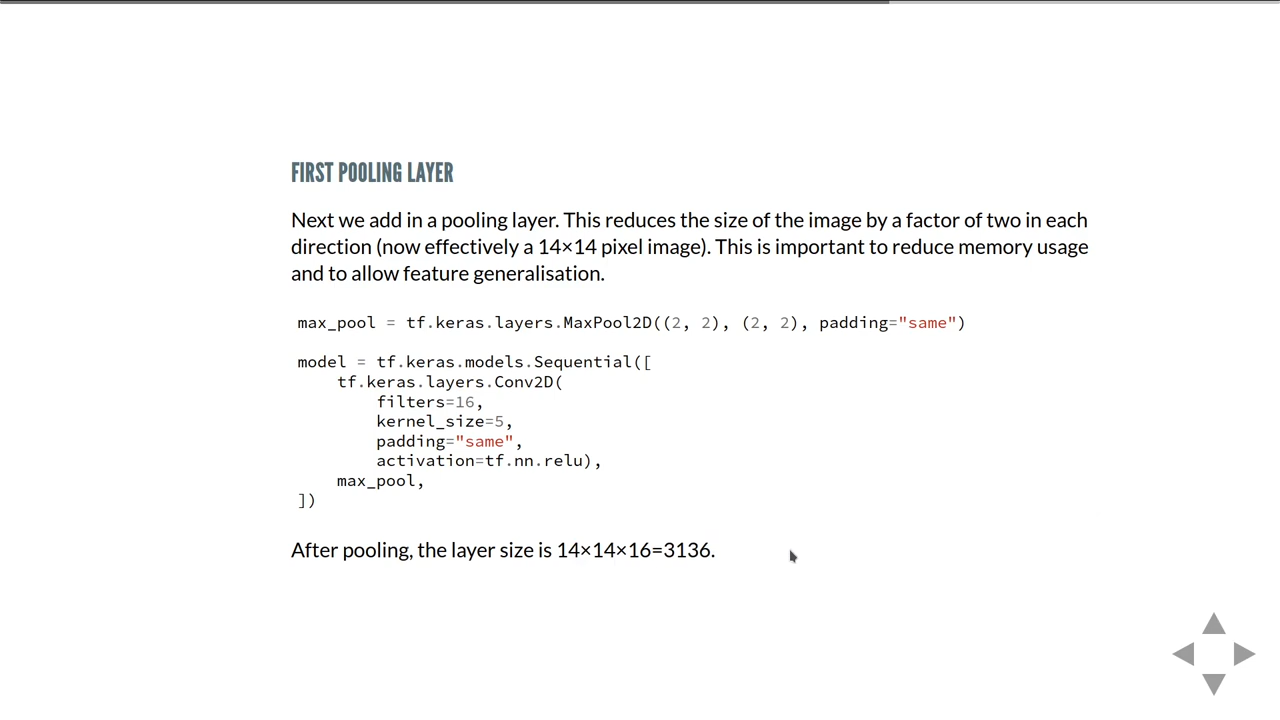 FIRST POOLING LAYER
Next we add in a pooling layer. This reduces the size of the image by a factor of two in each
direction (now effectively a 14×14 pixel image). This is important to reduce memory usage
and to allow feature generalisation.
max_pool = tf.keras.layers.MaxPool2D((2, 2), (2, 2), padding="same")
model = tf.keras.models.Sequential([
    tf.keras.layers.Conv2D(
        filters=16,
        kernel_size=5,
        padding="same",
        activation=tf.nn.relu),
    max_pool,
])
After pooling, the layer size is 14×14×16=3136.